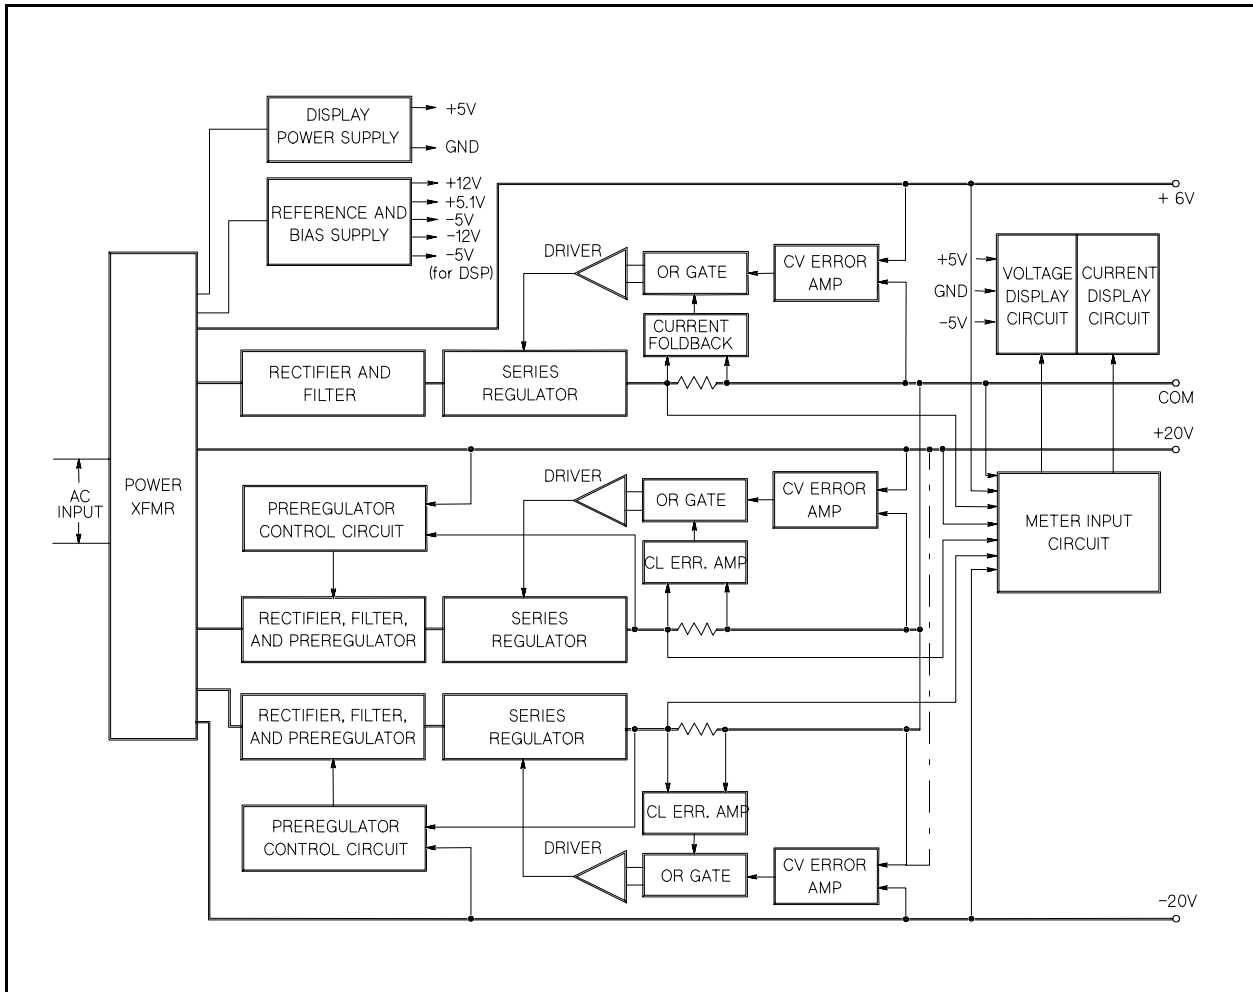 DISPLAY
POWER SUPPLY
+5V
GND
REFERENCE AND
BIAS SUPPLY
+12V
+5.1V
-5V
-12V
-5V
(for DSP)
+ 6V
DRIVER
OR GATE
CV ERROR
AMP
CURRENT
FOLDBACK
+5V
GND
-5V
VOLTAGE
DISPLAY
CIRCUIT
CURRENT
DISPLAY
CIRCUIT
RECTIFIER AND
FILTER
SERIES
REGULATOR
COM
+20V
AC
INPUT
POWER
XFMR
PREREGULATOR
CONTROL CIRCUIT
DRIVER
OR GATE
CV ERROR
AMP
CL ERR. AMP
METER INPUT
CIRCUIT
RECTIFIER, FILTER,
AND PREREGULATOR
SERIES
REGULATOR
RECTIFIER, FILTER,
AND PREREGULATOR
SERIES
REGULATOR
CL ERR. AMP
PREREGULATOR
CONTROL CIRCUIT
DRIVER
OR GATE
CV ERROR
AMP
-20V